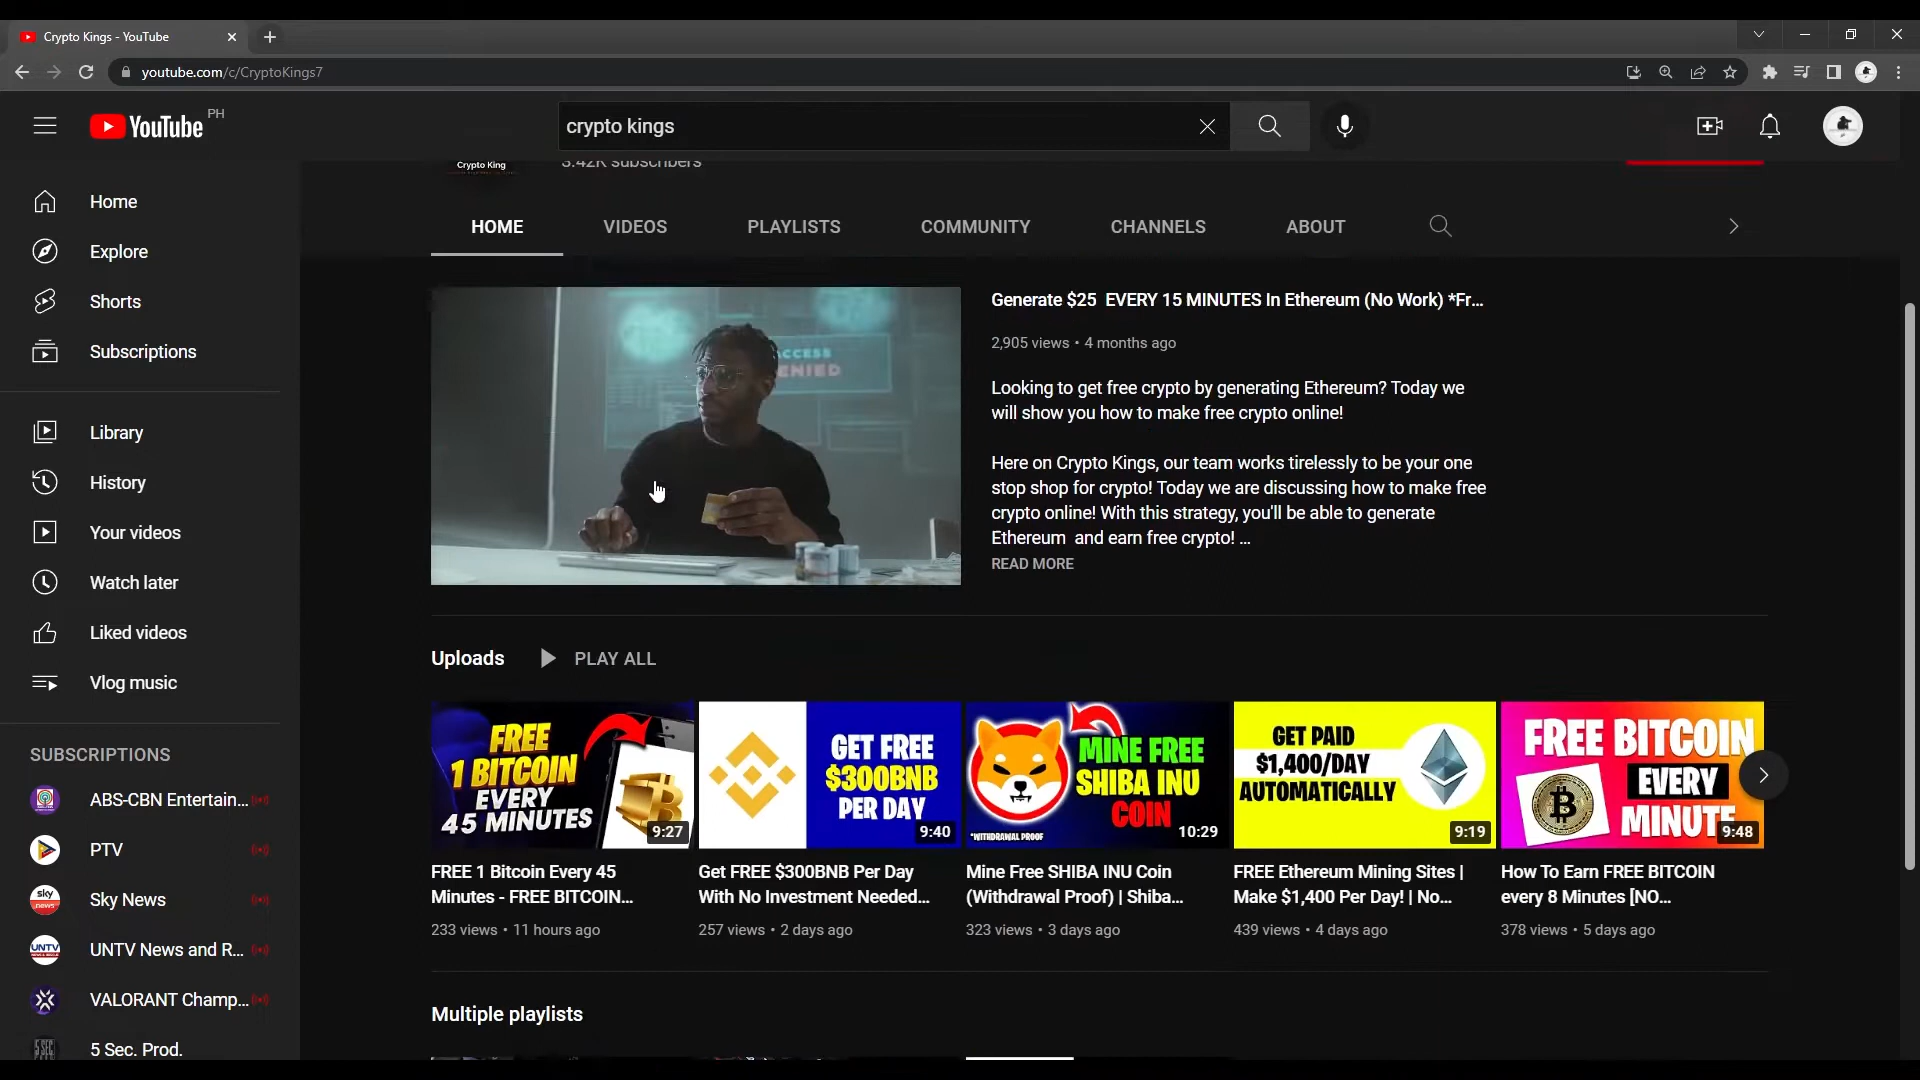 Crypto Kings - YouTube
youtube.com/c/CryptoKings7
YouTube PH
crypto kings
Crypto King
3.42K subscribers
HOME
VIDEOS
PLAYLISTS
COMMUNITY
CHANNELS
ABOUT
Home
Explore
Shorts
Subscriptions
Library
History
Your videos
Watch later
Liked videos
Vlog music
SUBSCRIPTIONS
ABS-CBN Entertain...
PTV
sky
news
Sky News
UNTV
UNTV News and R...
VALORANT Champ...
5 Sec. Prod.
ACCESS
DENIED
Generate $25 EVERY 15 MINUTES In Ethereum (No Work) *Fr...
2,905 views • 4 months ago
Looking to get free crypto by generating Ethereum? Today we
will show you how to make free crypto online!
Here on Crypto Kings, our team works tirelessly to be your one
stop shop for crypto! Today we are discussing how to make free
crypto online! With this strategy, you'll be able to generate
Ethereum and earn free crypto! ...
READ MORE
Uploads
PLAY ALL
FREE
1 BITCOIN
EVERY
45 MINUTES
9:27
FREE 1 Bitcoin Every 45
Minutes - FREE BITCOIN...
233 views • 11 hours ago
GET FREE
$300BNB
PER DAY
9:40
Get FREE $300BNB Per Day
With No Investment Needed...
257 views • 2 days ago
MINE FREE
SHIBA INU
COIN
*WITHDRAWAL PROOF
10:29
Mine Free SHIBA INU Coin
(Withdrawal Proof) | Shiba...
323 views • 3 days ago
GET PAID
$1,400/DAY
AUTOMATICALLY
9:19
FREE Ethereum Mining Sites |
Make $1,400 Per Day! | No...
439 views • 4 days ago
FREE BITCOIN
EVERY
MINUTE
9:48
How To Earn FREE BITCOIN
every 8 Minutes [NO...
378 views • 5 days ago
Multiple playlists